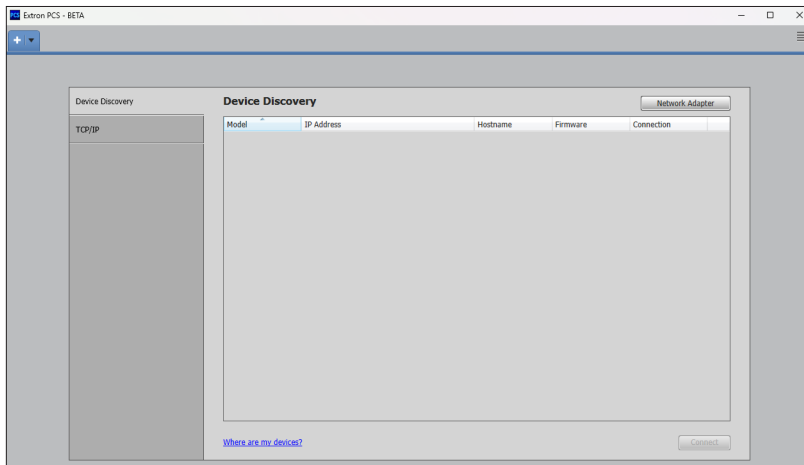 PCS Extron PCS - BETA
Device Discovery
TCP/IP
Device Discovery
Network Adapter
Model IP Address Hostname Firmware Connection
Where are my devices?
Connect